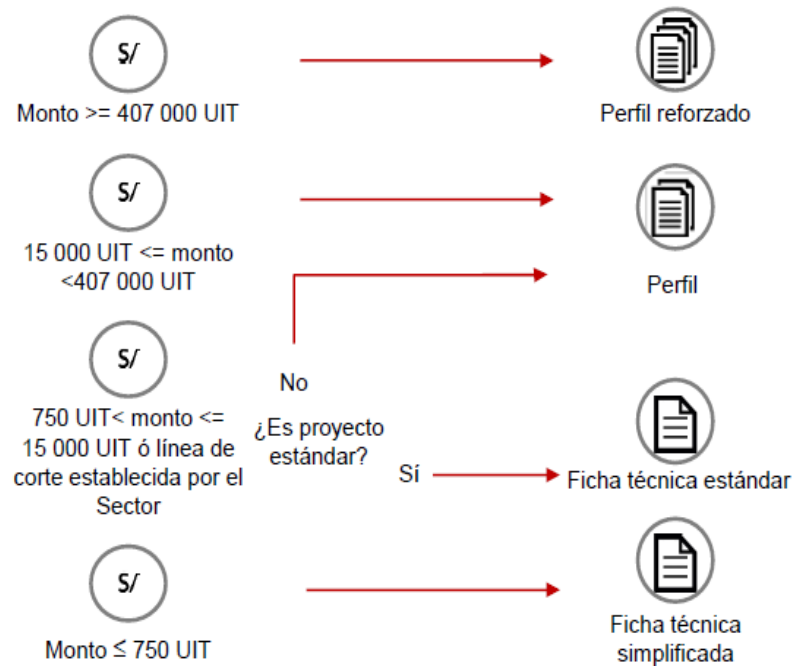 S/
Monto >= 407 000 UIT
Perfil reforzado
S/
15 000 UIT <= monto
<407 000 UIT
Perfil
S/
750 UIT< monto <=
15 000 UIT ó línea de
corte establecida por el
Sector
No
¿Es proyecto
estándar?
Sí
Ficha técnica estándar
S/
Monto ≤ 750 UIT
Ficha técnica
simplificada